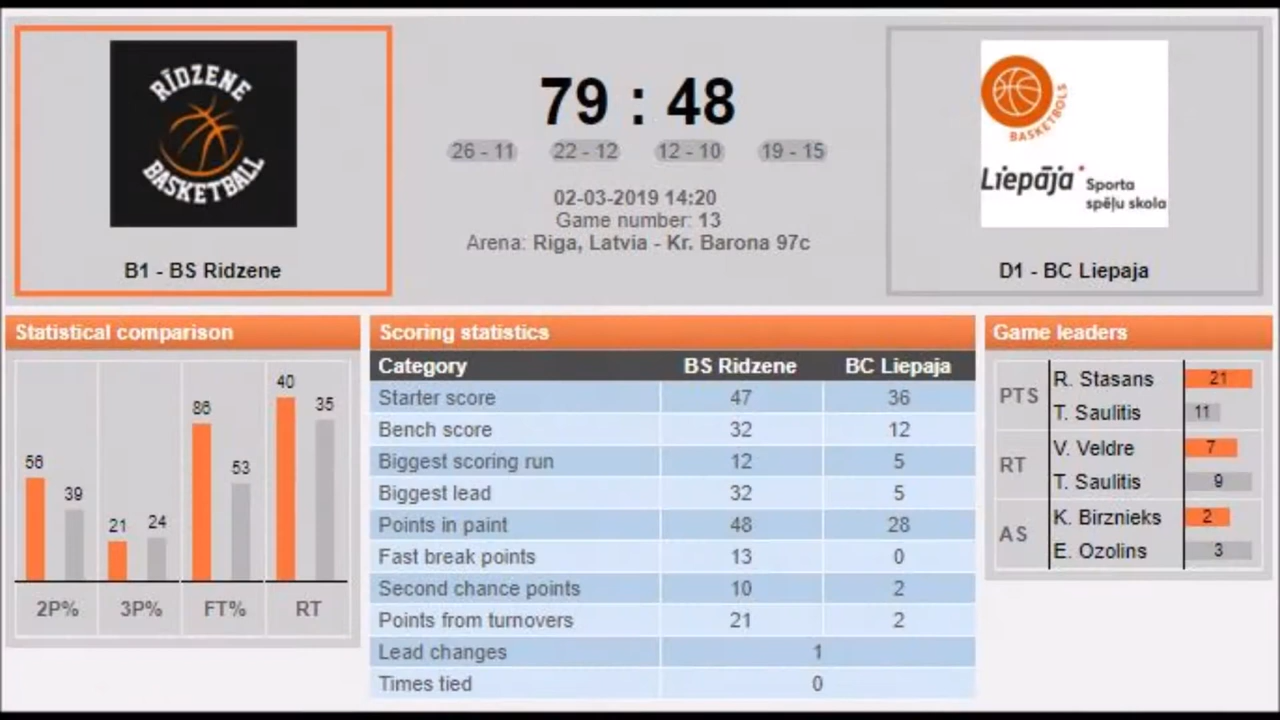 RĪDZENE
BASKETBALL
B1 - BS Ridzene
79 : 48
26 - 11 22 - 12 12 - 10 19 - 15
02-03-2019 14:20
Game number: 13
Arena: Riga, Latvia - Kr. Barona 97c
BASKETBOLS
Liepāja
Sporta
spēļu skola
D1 - BC Liepaja
Statistical comparison
56 39 21 24 86 53 40 35
2P% 3P% FT% RT
Scoring statistics
Category BS Ridzene BC Liepaja
Starter score 47 36
Bench score 32 12
Biggest scoring run 12 5
Biggest lead 32 5
Points in paint 48 28
Fast break points 13 0
Second chance points 10 2
Points from turnovers 21 2
Lead changes 1
Times tied 0
Game leaders
PTS
R. Stasans 21
T. Saulitis 11
RT
V. Veldre 7
T. Saulitis 9
AS
K. Birznieks 2
E. Ozolins 3